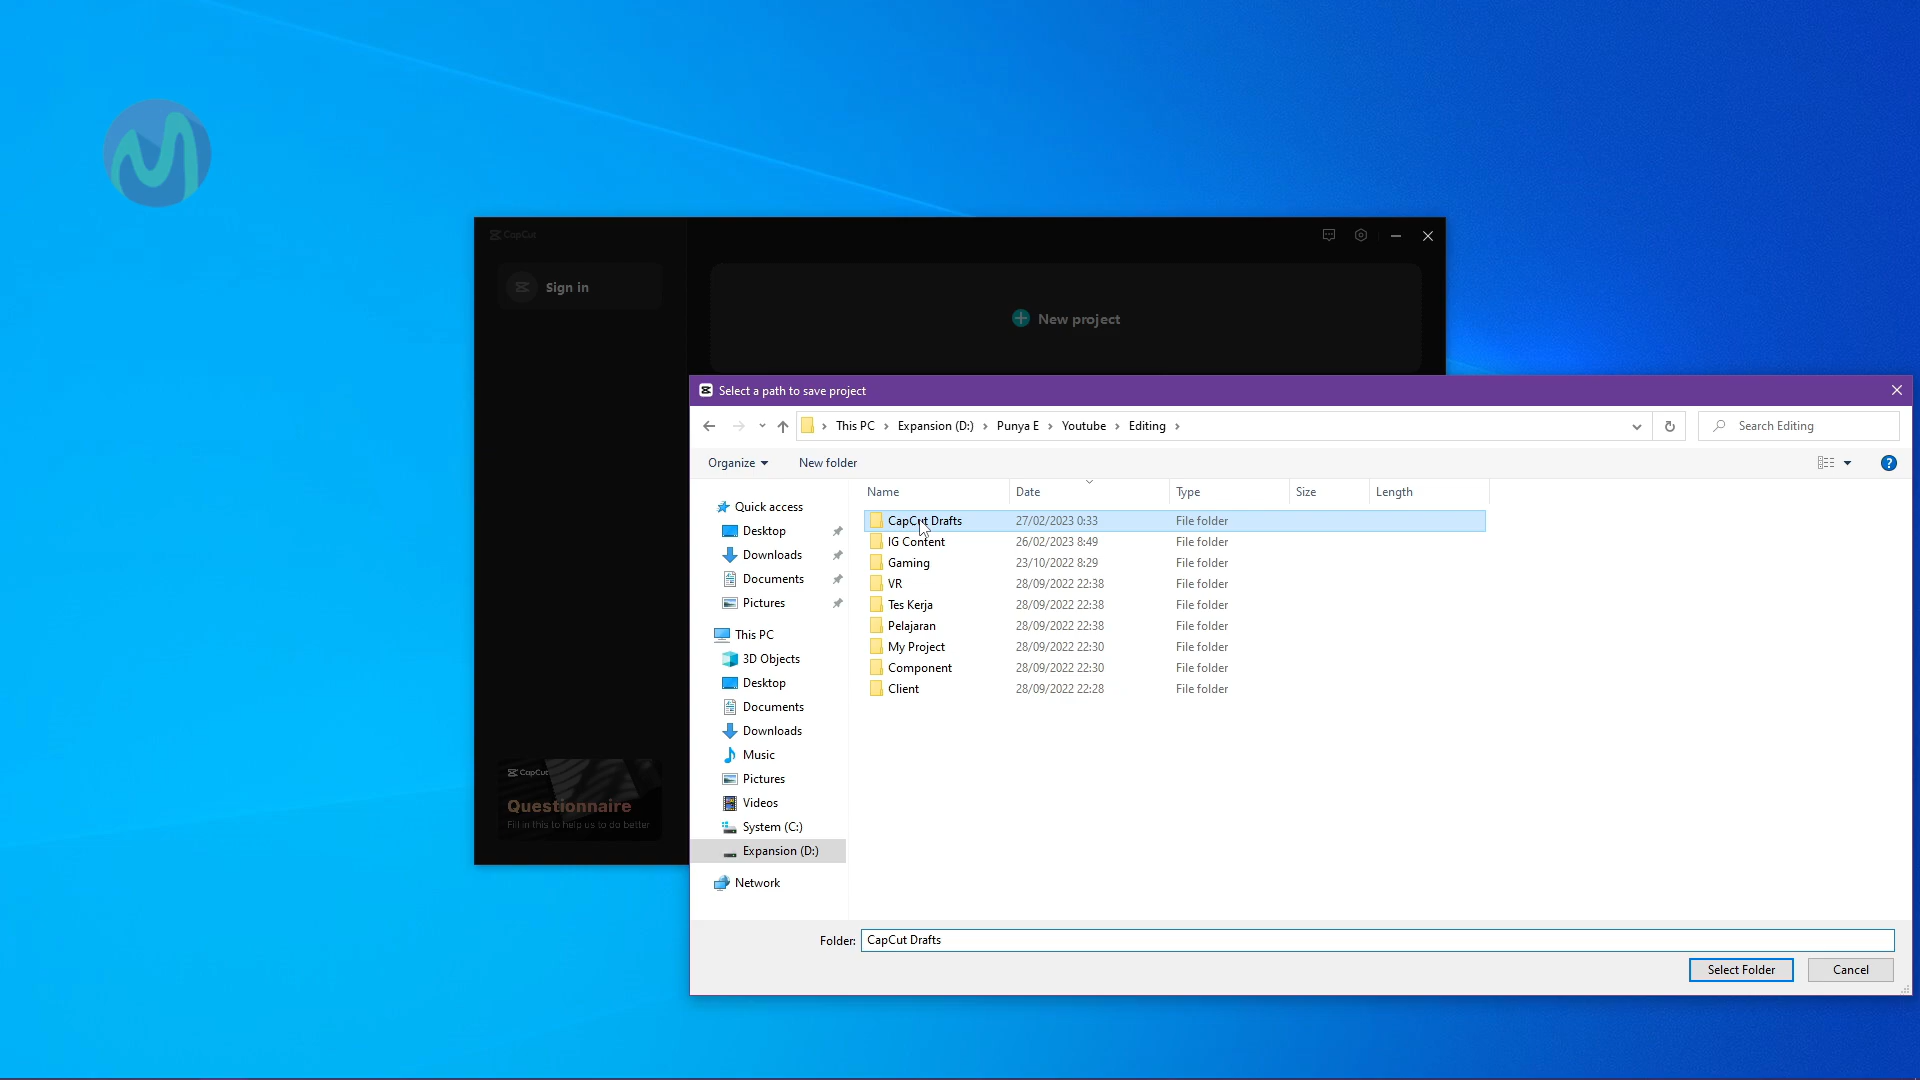 CapCut
Sign in
New project
Select a path to save project
This PC > Expansion (D:) > Punya E > Youtube > Editing >
Search Editing
Organize
New folder
Name Date Type Size Length
Quick access
Desktop
Downloads
Documents
Pictures
This PC
3D Objects
Desktop
Documents
Downloads
Music
Pictures
Videos
System (C:)
Expansion (D:)
Network
CapCut Drafts 27/02/2023 0:33 File folder
IG Content 26/02/2023 8:49 File folder
Gaming 23/10/2022 8:29 File folder
VR 28/09/2022 22:38 File folder
Tes Kerja 28/09/2022 22:38 File folder
Pelajaran 28/09/2022 22:38 File folder
My Project 28/09/2022 22:30 File folder
Component 28/09/2022 22:30 File folder
Client 28/09/2022 22:28 File folder
CapCut
Questionnaire
Fill in this to help us to do better
Folder: CapCut Drafts
Select Folder
Cancel